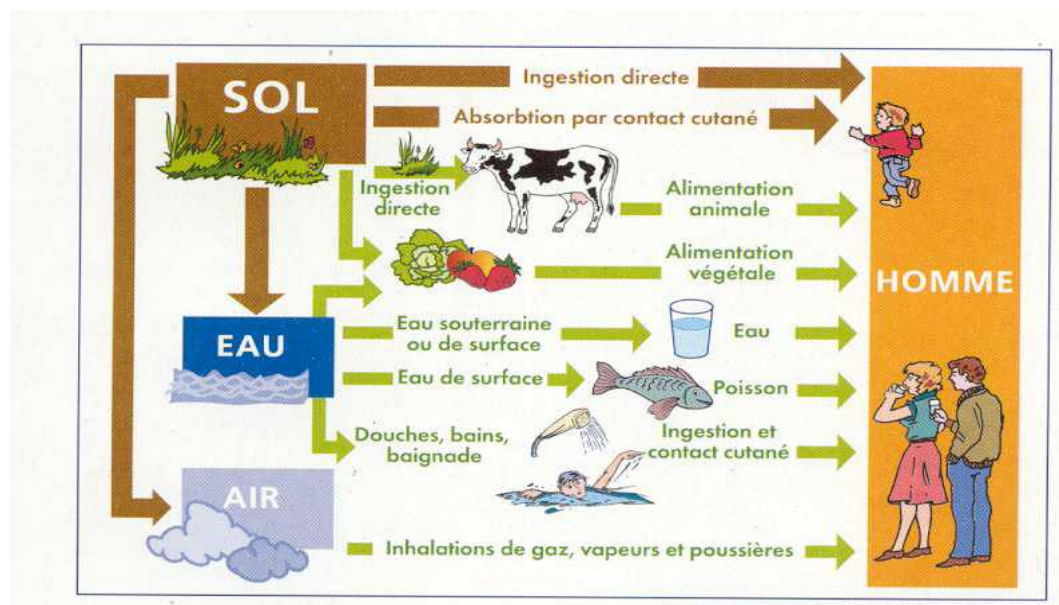 SOL
Ingestion directe
Absorbtion par contact cutané
Ingestion
directe
Alimentation
animale
Alimentation
végétale
HOMME
EAU
Eau souterraine
ou de surface
Eau
Eau de surface
Poisson
Douches, bains,
baignade
Ingestion et
contact cutané
AIR
Inhalations de gaz, vapeurs et poussières